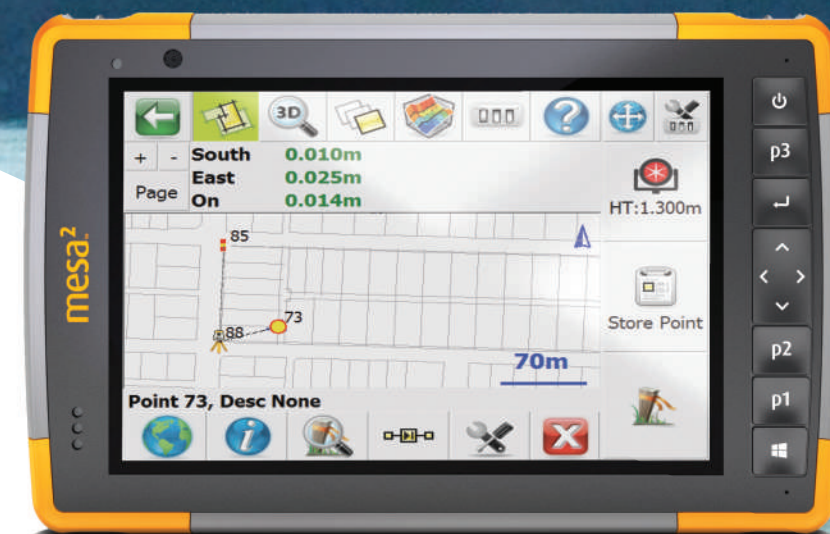 3D
+ - South 0.010m
East 0.025m
Page On 0.014m
HT:1.300m
85
73
88
70m
Store Point
Point 73, Desc None
mesa²
p3
p2
p1